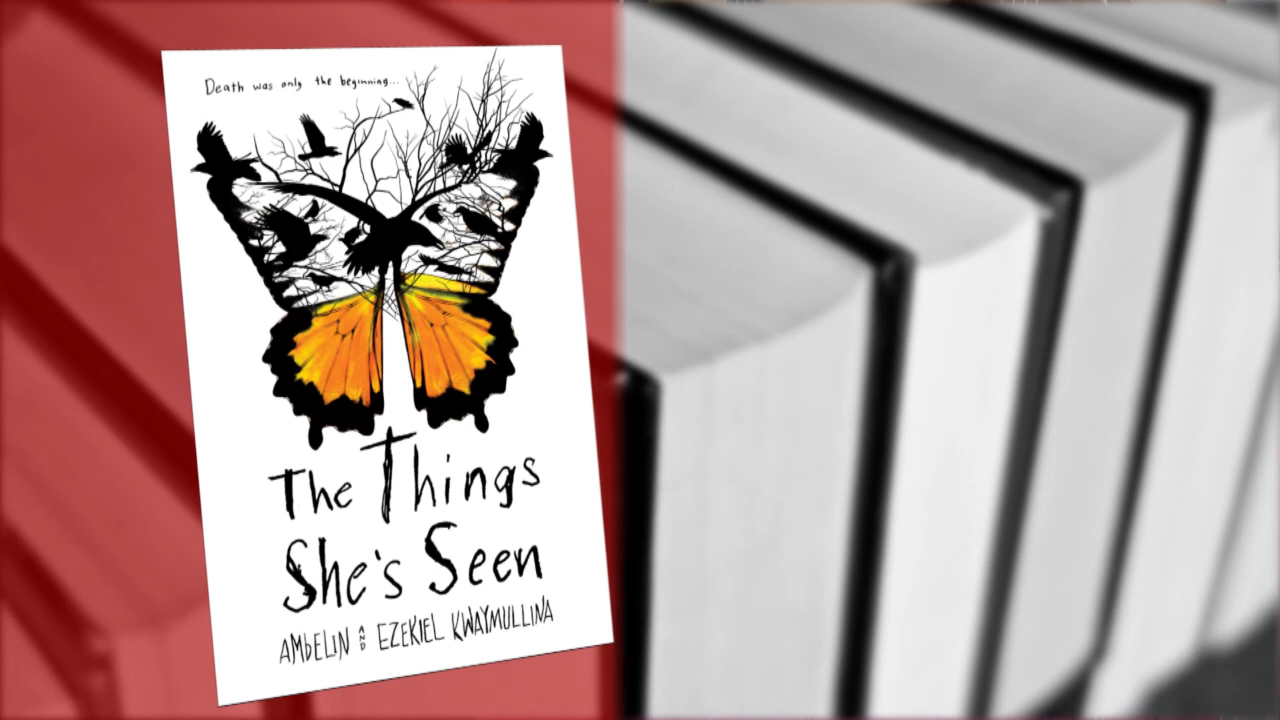 Death was only the beginning...
The Things
She's Seen
AMBELIN AND EZEKIEL KWAYMULLINA